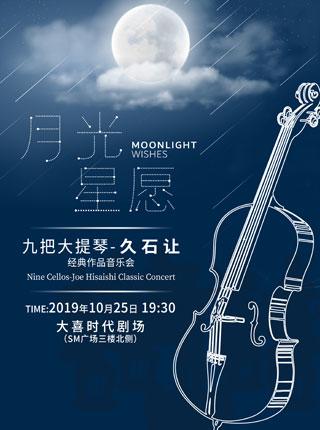 月光
MOONLIGHT
WISHES
星愿
九把大提琴-久石让
经典作品音乐会
Nine Cellos-Joe Hisaishi Classic Concert
TIME:2019年10月25日 19:30
大喜时代剧场
（SM广场三楼北侧）